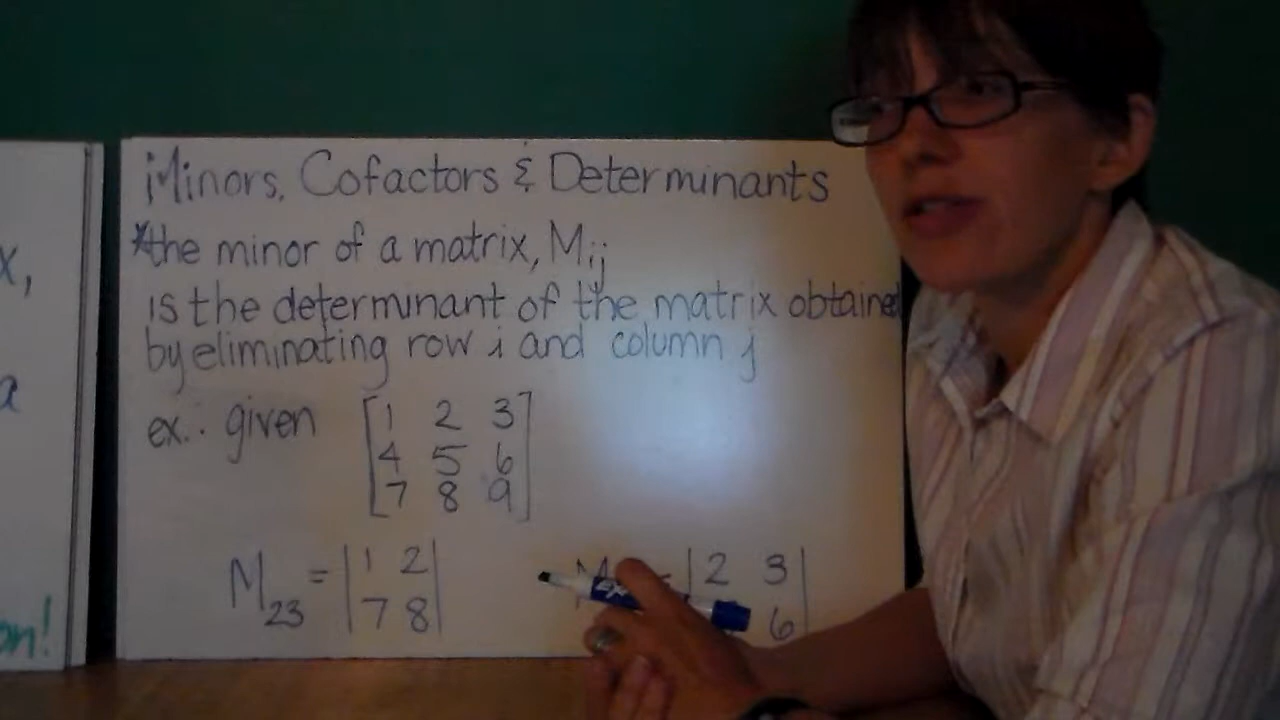 Minors, Cofactors & Determinants
*the minor of a matrix, Mij
is the determinant of the matrix obtained
by eliminating row i and column j
ex.: given
1 2 3
4 5 6
7 8 9
M23 = |1 2| M = |2 3|
|7 8| 6|
x,
a
on!